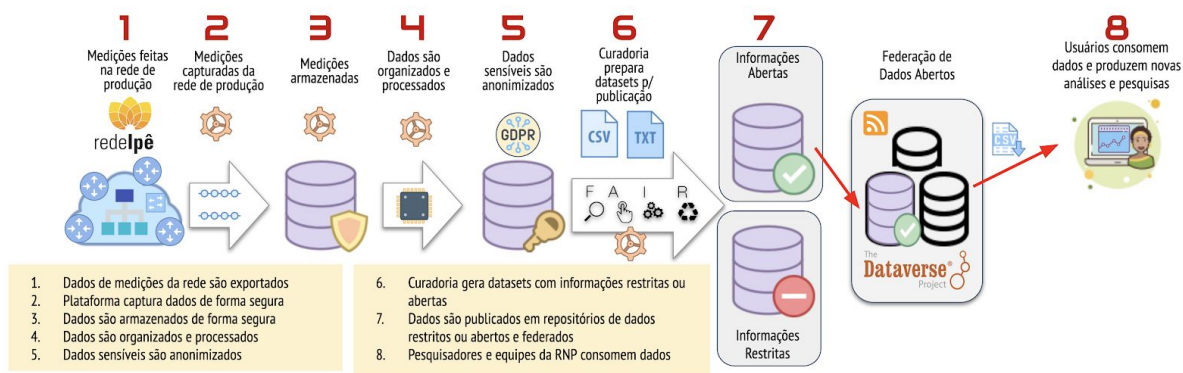 1
Medições feitas
na rede de
produção
redeIpê
2
Medições
capturadas da
rede de produção
3
Medições
armazenadas
4
Dados são
organizados e
processados
5
Dados
sensíveis são
anonimizados
GDPR
6
Curadoria
prepara
datasets p/
publicação
CSV
TXT
F A I R
7
Informações
Abertas
Informações
Restritas
Federação de
Dados Abertos
The
Dataverse®
Project
CSV
8
Usuários consomem
dados e produzem novas
análises e pesquisas
1. Dados de medições da rede são exportados
2. Plataforma captura dados de forma segura
3. Dados são armazenados de forma segura
4. Dados são organizados e processados
5. Dados sensíveis são anonimizados
6. Curadoria gera datasets com informações restritas ou
abertas
7. Dados são publicados em repositórios de dados
restritos ou abertos e federados
8. Pesquisadores e equipes da RNP consomem dados